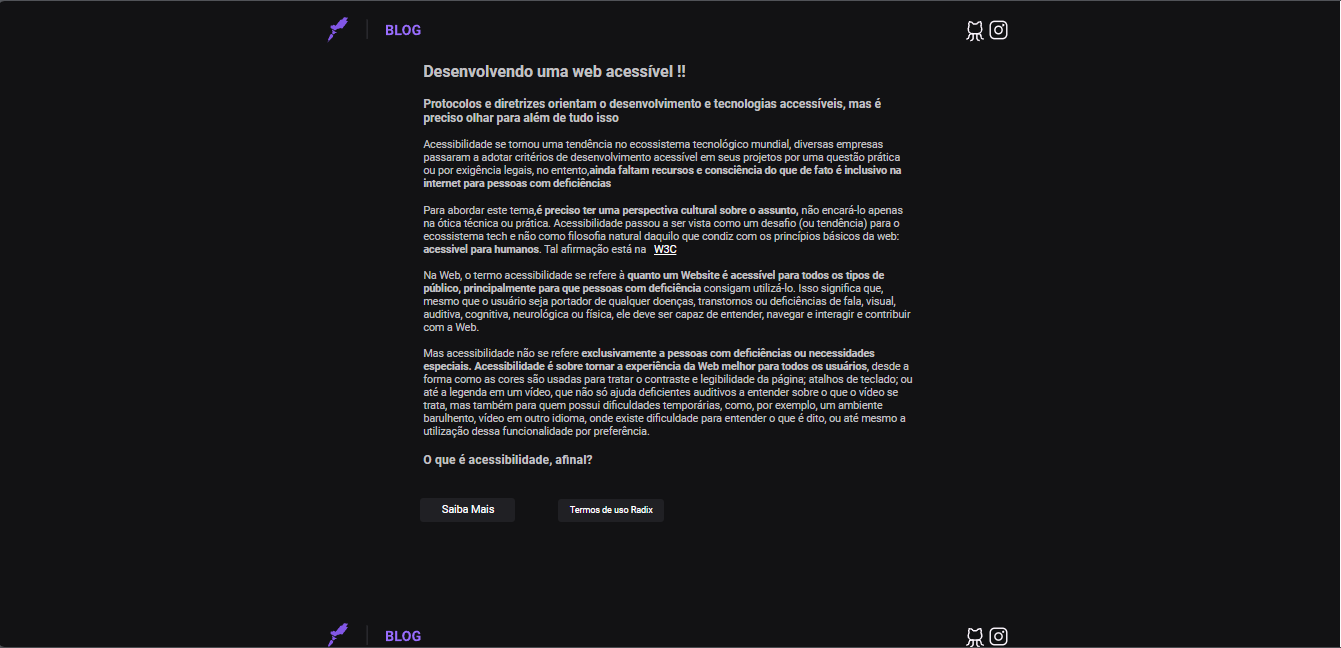 BLOG
Desenvolvendo uma web acessível !!
Protocolos e diretrizes orientam o desenvolvimento e tecnologias accessíveis, mas é
preciso olhar para além de tudo isso
Acessibilidade se tornou uma tendência no ecossistema tecnológico mundial, diversas empresas
passaram a adotar critérios de desenvolvimento acessível em seus projetos por uma questão prática
ou por exigência legais, no entento,ainda faltam recursos e consciência do que de fato é inclusivo na
internet para pessoas com deficiências
Para abordar este tema,é preciso ter uma perspectiva cultural sobre o assunto, não encará-lo apenas
na ótica técnica ou prática. Acessibilidade passou a ser vista como um desafio (ou tendência) para o
ecossistema tech e não como filosofia natural daquilo que condiz com os princípios básicos da web:
acessivel para humanos. Tal afirmação está na W3C
Na Web, o termo acessibilidade se refere à quanto um Website é acessível para todos os tipos de
público, principalmente para que pessoas com deficiência consigam utilizá-lo. Isso significa que,
mesmo que o usuário seja portador de qualquer doenças, transtornos ou deficiências de fala, visual,
auditiva, cognitiva, neurológica ou física, ele deve ser capaz de entender, navegar e interagir e contribuir
com a Web.
Mas acessibilidade não se refere exclusivamente a pessoas com deficiências ou necessidades
especiais. Acessibilidade é sobre tornar a experiência da Web melhor para todos os usuários, desde a
forma como as cores são usadas para tratar o contraste e legibilidade da página; atalhos de teclado; ou
até a legenda em um vídeo, que não só ajuda deficientes auditivos a entender sobre o que o vídeo se
trata, mas também para quem possui dificuldades temporárias, como, por exemplo, um ambiente
barulhento, vídeo em outro idioma, onde existe dificuldade para entender o que é dito, ou até mesmo a
utilização dessa funcionalidade por preferência.
O que é acessibilidade, afinal?
Saiba Mais
Termos de uso Radix
BLOG